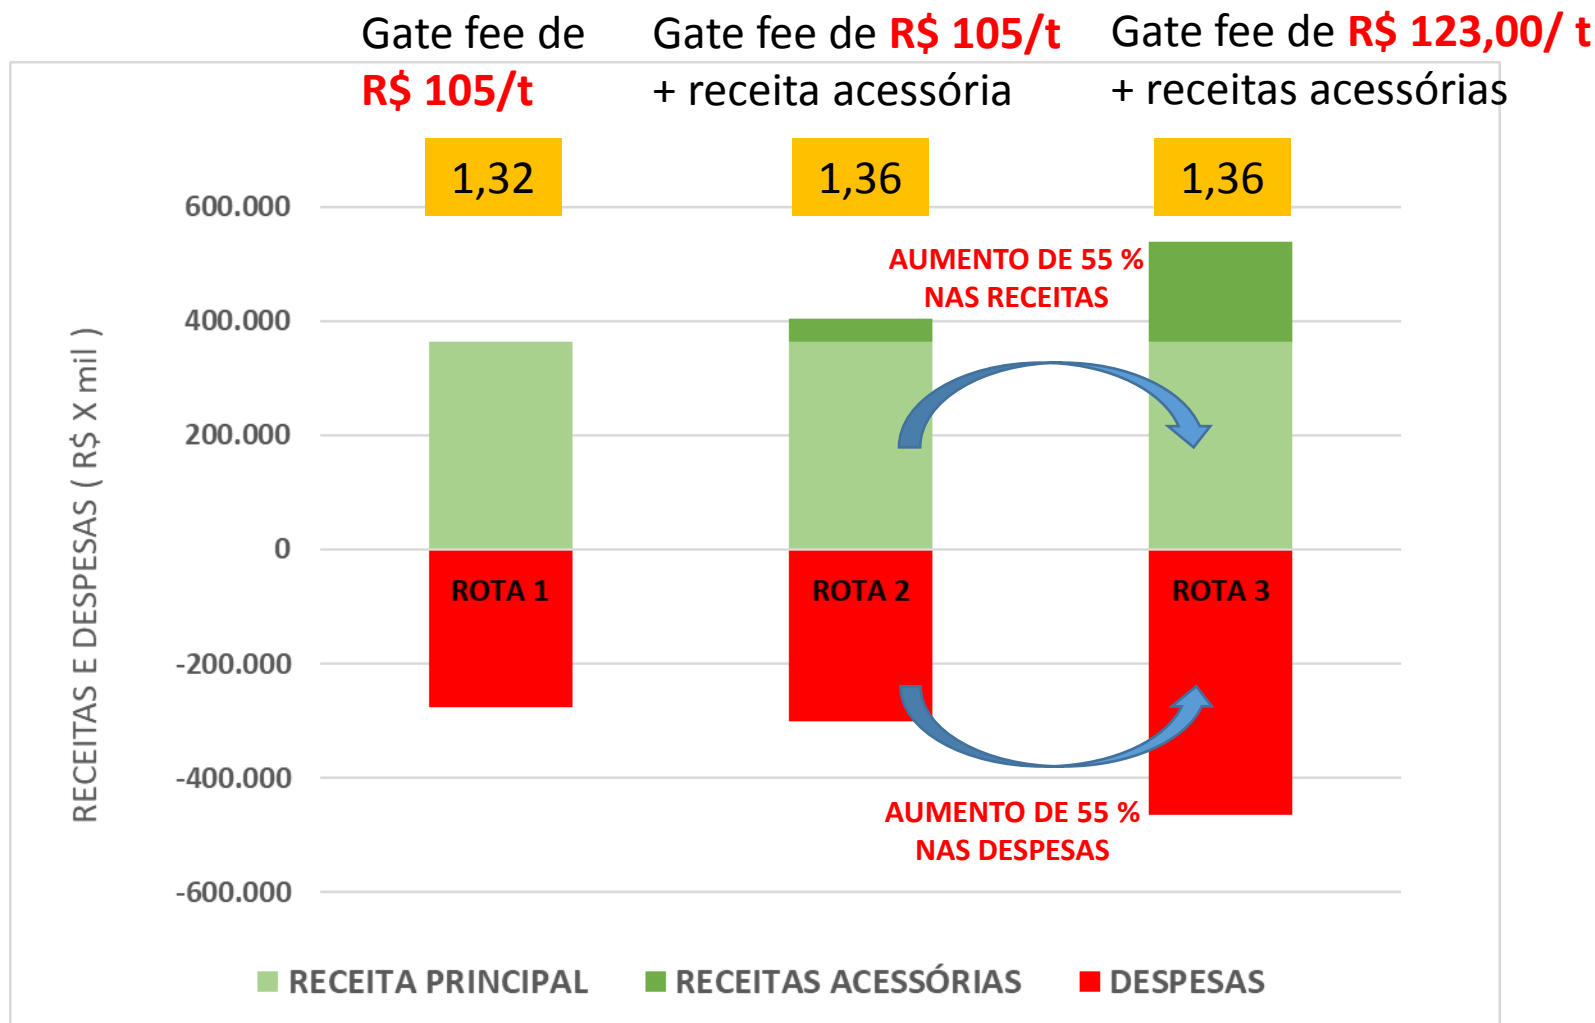 Gate fee de
R$ 105/t
Gate fee de R$ 105/t
+ receita acessória
Gate fee de R$ 123,00/ t
+ receitas acessórias
1,32
1,36
1,36
RECEITAS E DESPESAS ( R$ X mil )
600.000
400.000
200.000
0
-200.000
-400.000
-600.000
AUMENTO DE 55 %
NAS RECEITAS
ROTA 1
ROTA 2
ROTA 3
AUMENTO DE 55 %
NAS DESPESAS
RECEITA PRINCIPAL
RECEITAS ACESSÓRIAS
DESPESAS